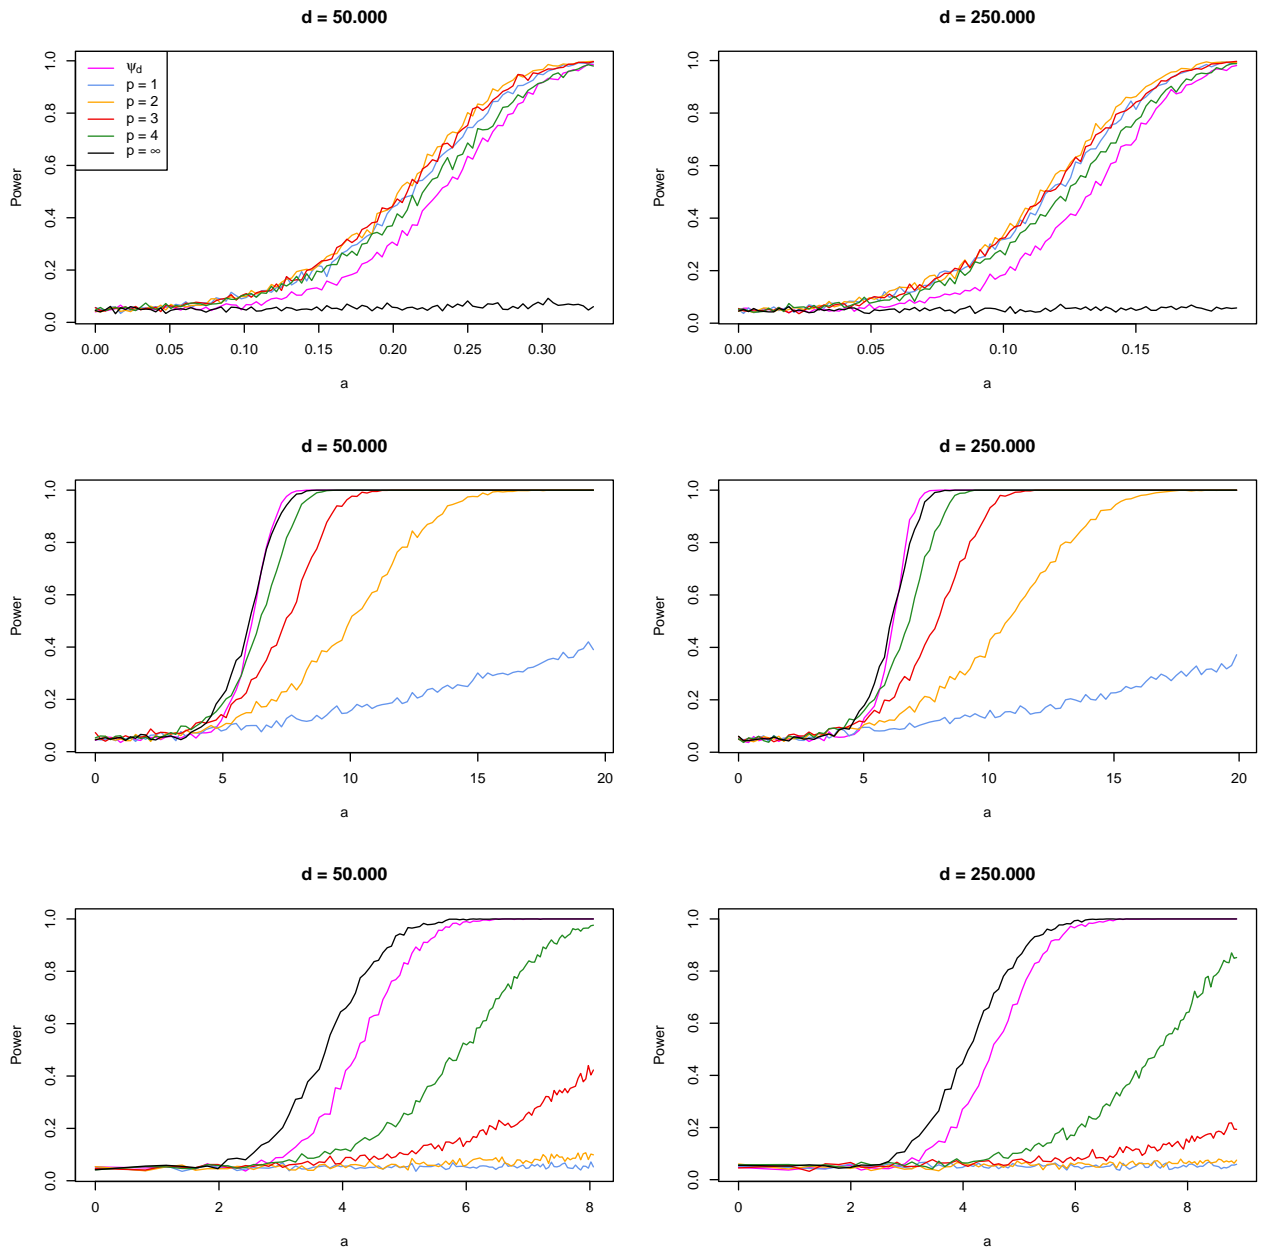 d = 50.000
Power
0.0 0.2 0.4 0.6 0.8 1.0
ψd
p = 1
p = 2
p = 3
p = 4
p = ∞
0.00 0.05 0.10 0.15 0.20 0.25 0.30
a
d = 250.000
Power
0.0 0.2 0.4 0.6 0.8 1.0
0.00 0.05 0.10 0.15
a
d = 50.000
Power
0.0 0.2 0.4 0.6 0.8 1.0
0 5 10 15 20
a
d = 250.000
Power
0.0 0.2 0.4 0.6 0.8 1.0
0 5 10 15 20
a
d = 50.000
Power
0.0 0.2 0.4 0.6 0.8 1.0
0 2 4 6 8
a
d = 250.000
Power
0.0 0.2 0.4 0.6 0.8 1.0
0 2 4 6 8
a